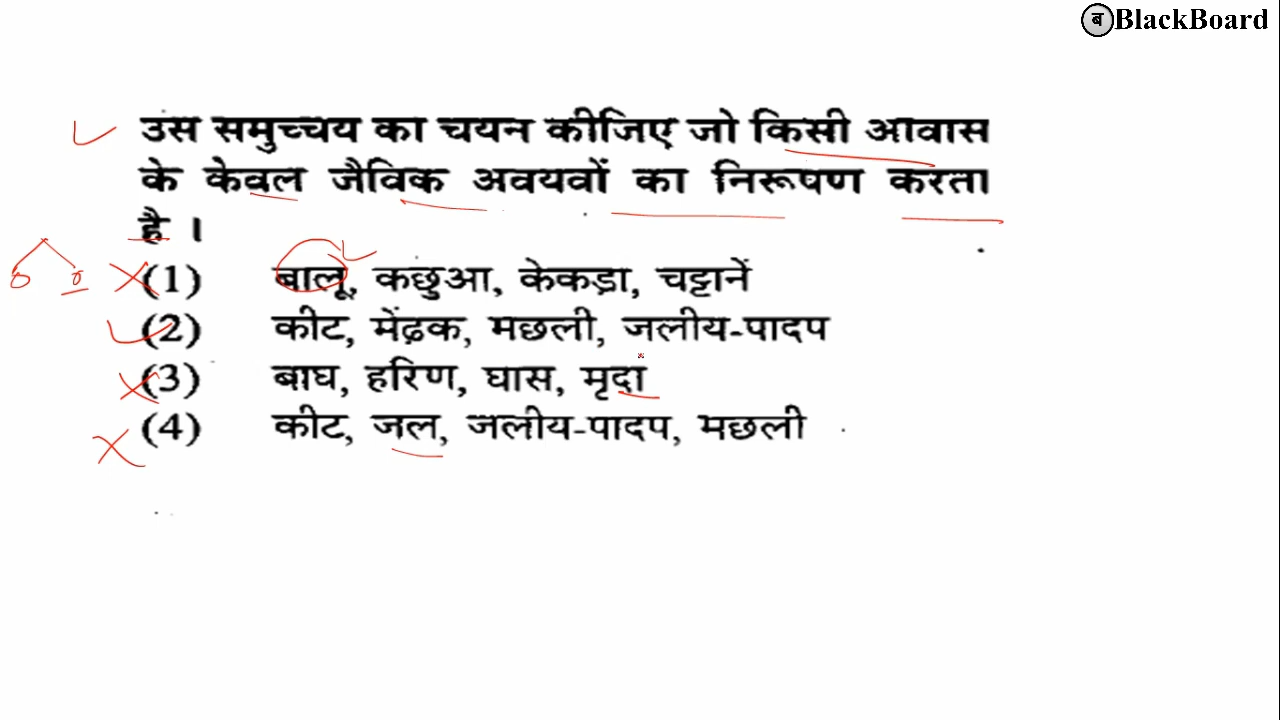 ब BlackBoard
उस समुच्चय का चयन कीजिए जो किसी आवास
के केवल जैविक अवयवों का निरूपण करता
है ।
(1) बालू, कछुआ, केकड़ा, चट्टानें
(2) कीट, मेंढ़क, मछली, जलीय-पादप
(3) बाघ, हरिण, घास, मृदा
(4) कीट, जल, जलीय-पादप, मछली